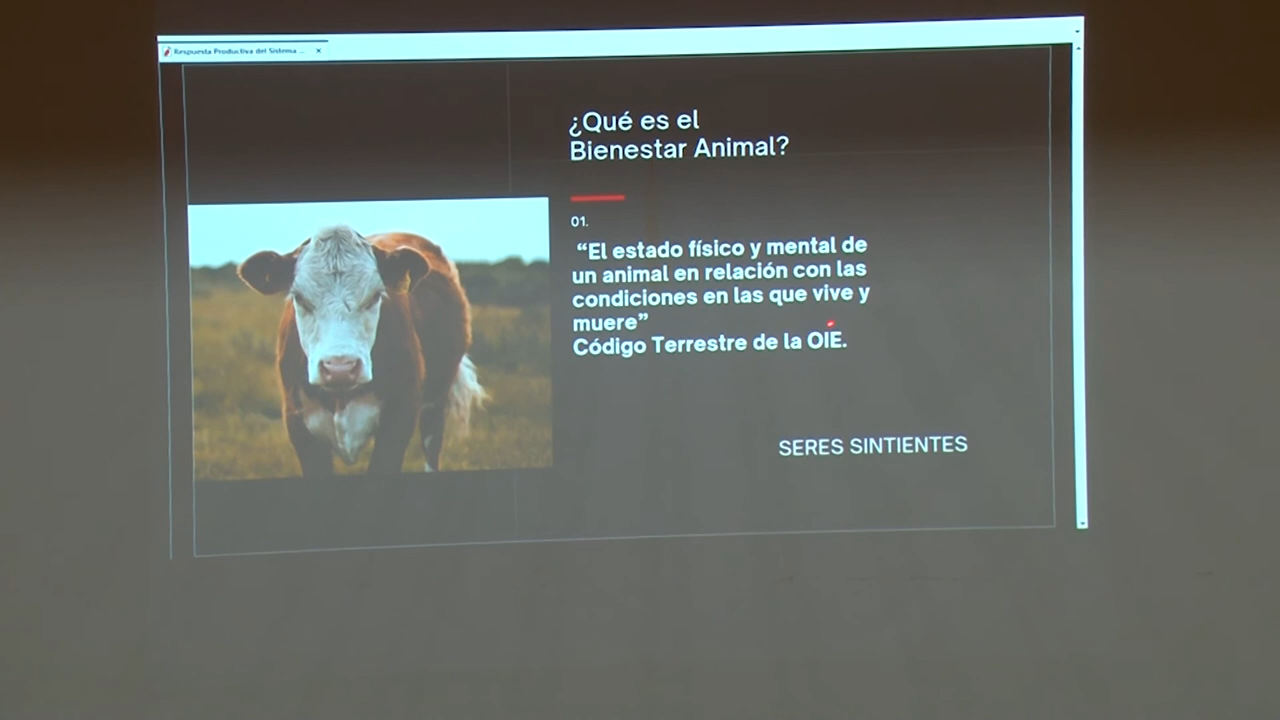 Respuesta Productiva del Sistema ...
¿Qué es el
Bienestar Animal?
01.
“El estado físico y mental de
un animal en relación con las
condiciones en las que vive y
muere”
Código Terrestre de la OIE.
SERES SINTIENTES